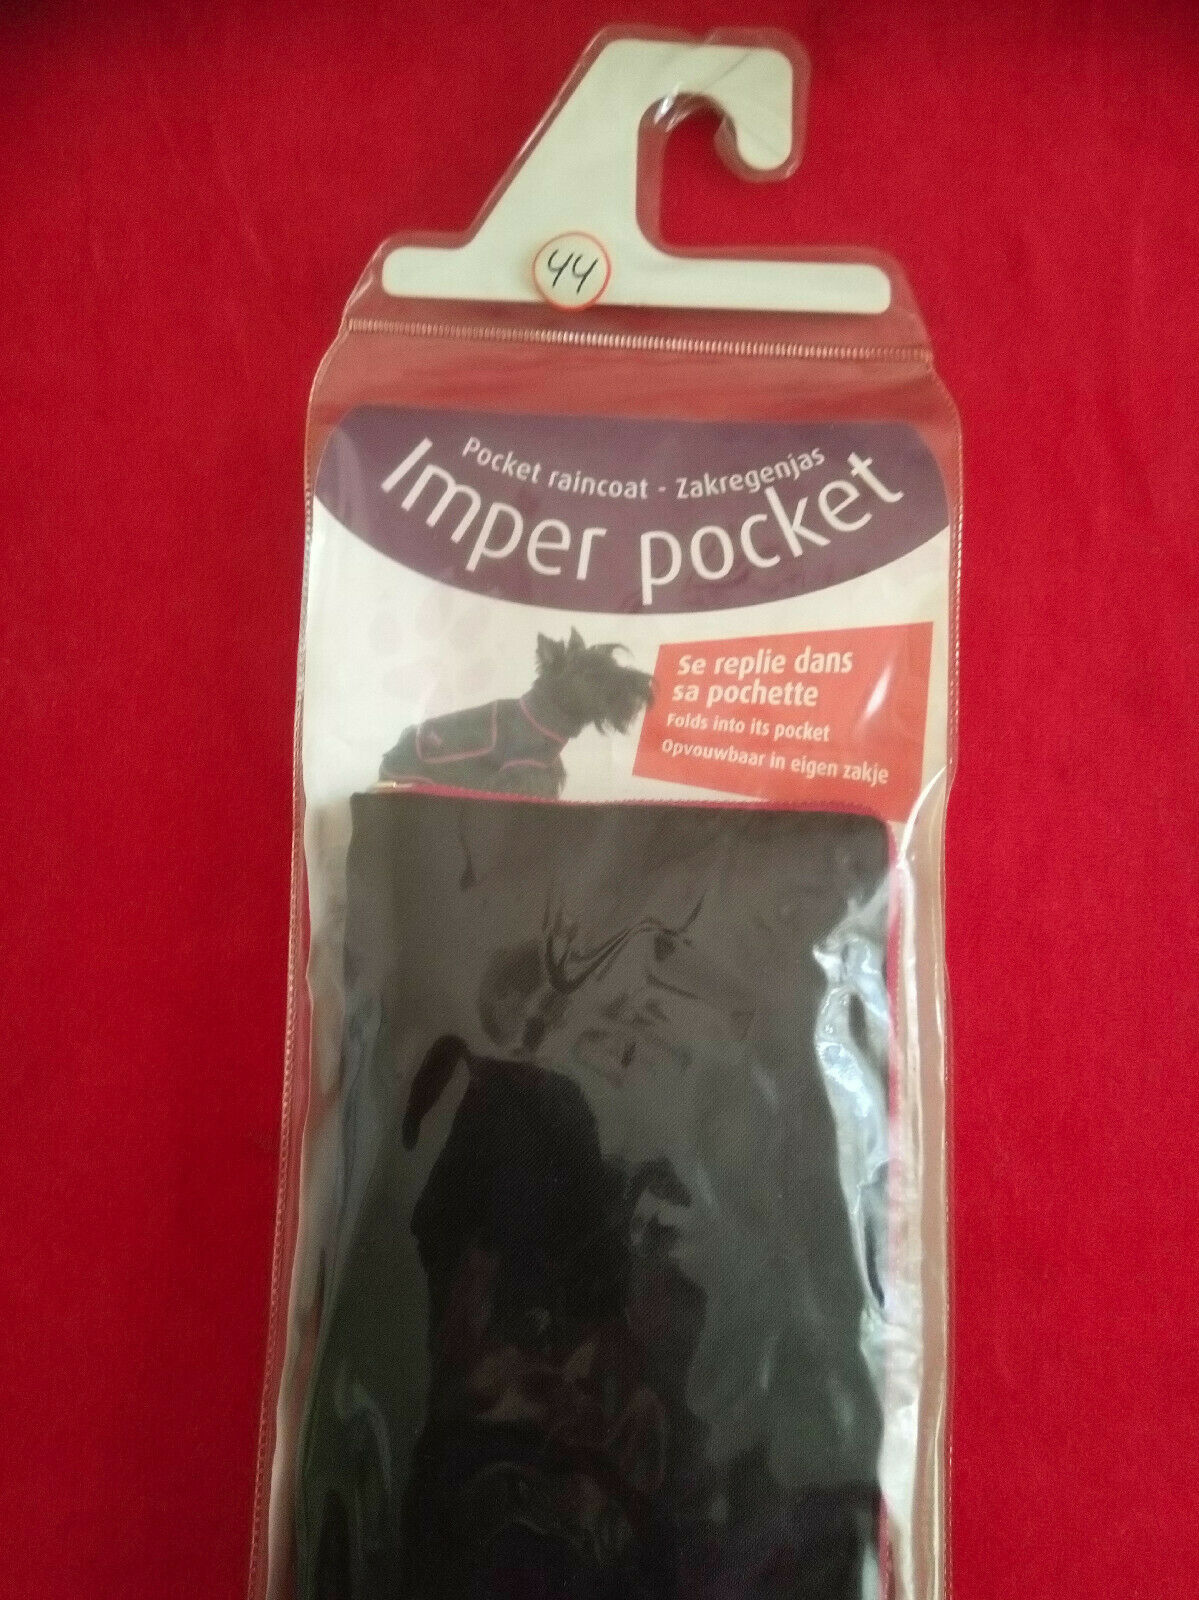 44
Pocket raincoat - Zakregenjas
Imper pocket
Se replie dans
sa pochette
Folds into its pocket
Opvouwbaar in eigen zakje